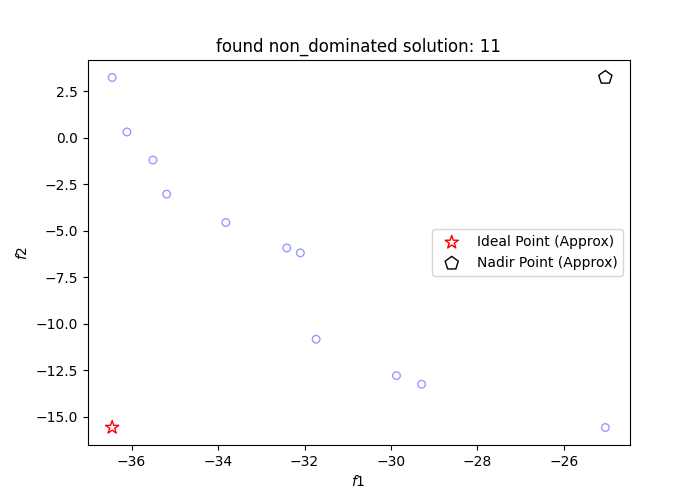 found non_dominated solution: 11
2.5
0.0
−2.5
−5.0
−7.5
−10.0
−12.5
−15.0
f2
Ideal Point (Approx)
Nadir Point (Approx)
−36 −34 −32 −30 −28 −26
f1